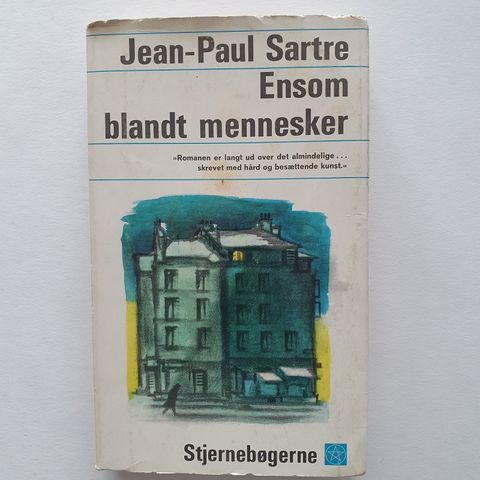 Jean-Paul Sartre
Ensom
blandt mennesker
»Romanen er langt ud over det almindelige...
skrevet med hård og besættende kunst.«
Stjernebøgerne